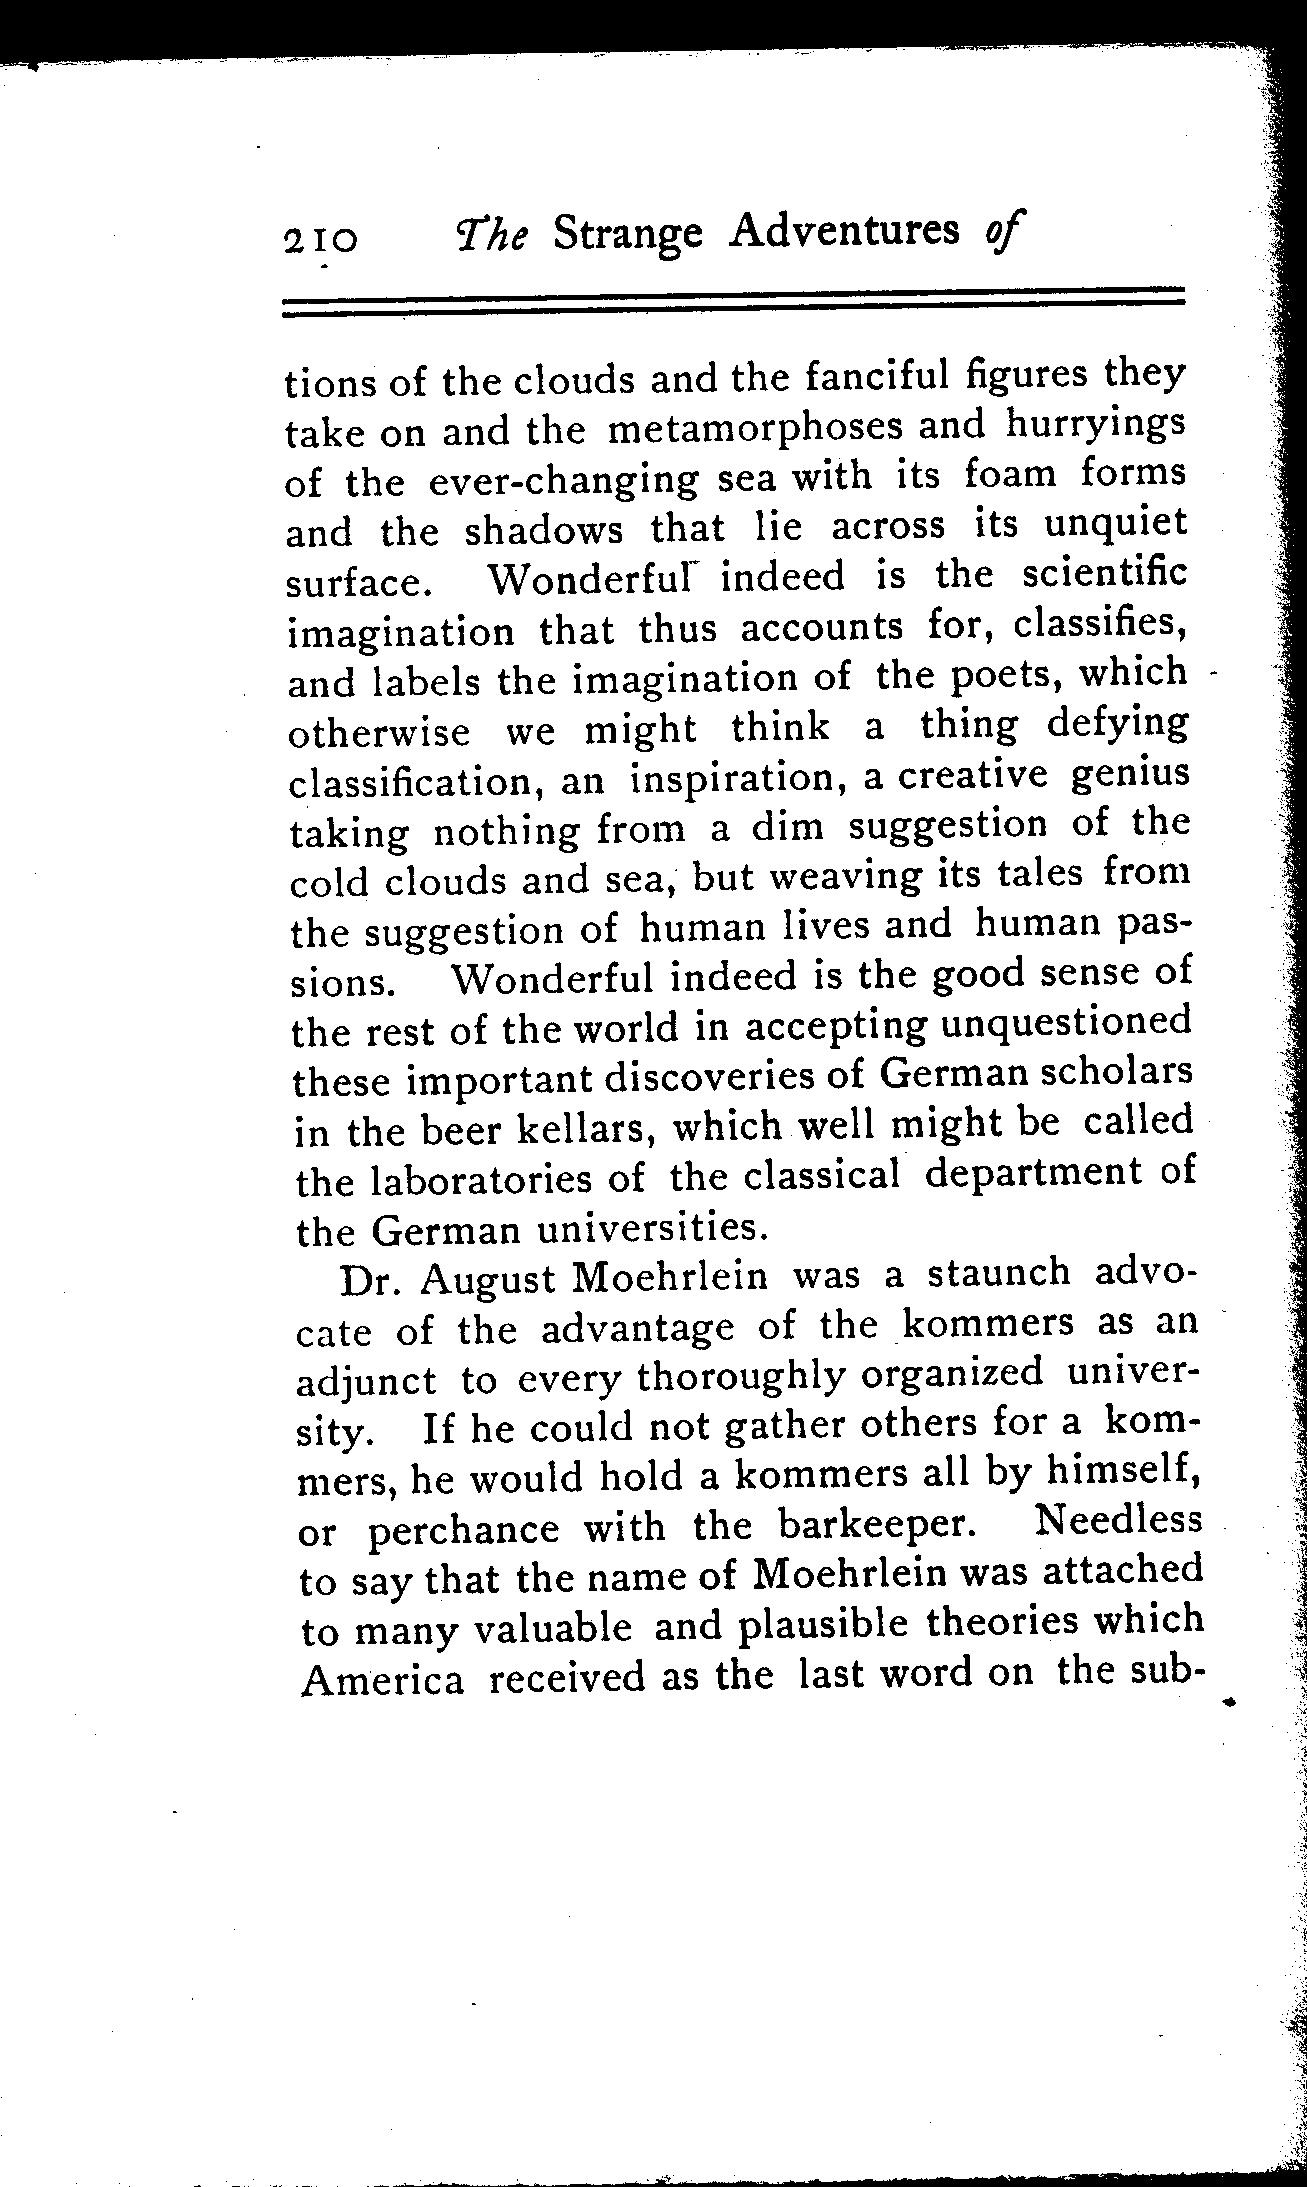 210 The Strange Adventures of
tions of the clouds and the fanciful figures they
take on and the metamorphoses and hurryings
of the ever-changing sea with its foam forms
and the shadows that lie across its unquiet
surface. Wonderful indeed is the scientific
imagination that thus accounts for, classifies,
and labels the imagination of the poets, which
otherwise we might think a thing defying
classification, an inspiration, a creative genius
taking nothing from a dim suggestion of the
cold clouds and sea, but weaving its tales from
the suggestion of human lives and human pas-
sions. Wonderful indeed is the good sense of
the rest of the world in accepting unquestioned
these important discoveries of German scholars
in the beer kellars, which well might be called
the laboratories of the classical department of
the German universities.
Dr. August Moehrlein was a staunch advo-
cate of the advantage of the kommers as an
adjunct to every thoroughly organized univer-
sity. If he could not gather others for a kom-
mers, he would hold a kommers all by himself,
or perchance with the barkeeper. Needless
to say that the name of Moehrlein was attached
to many valuable and plausible theories which
America received as the last word on the sub-